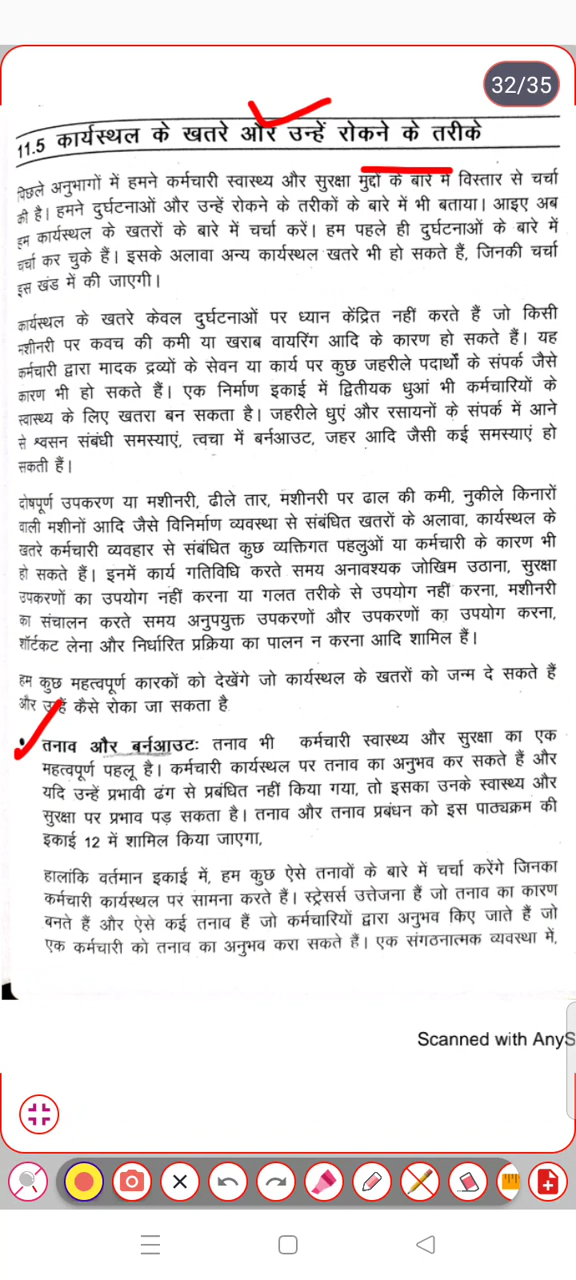 32/35
11.5 कार्यस्थल के खतरे और उन्हें रोकने के तरीके
पिछले अनुभागों में हमने कर्मचारी स्वास्थ्य और सुरक्षा मुद्दों के बारे में विस्तार से चर्चा
की है। हमने दुर्घटनाओं और उन्हें रोकने के तरीकों के बारे में भी बताया। आइए अब
हम कार्यस्थल के खतरों के बारे में चर्चा करें। हम पहले ही दुर्घटनाओं के बारे में
चर्चा कर चुके हैं। इसके अलावा अन्य कार्यस्थल खतरे भी हो सकते हैं, जिनकी चर्चा
इस खंड में की जाएगी।
कार्यस्थल के खतरे केवल दुर्घटनाओं पर ध्यान केंद्रित नहीं करते हैं जो किसी
मशीनरी पर कवच की कमी या खराब वायरिंग आदि के कारण हो सकते हैं। यह
कर्मचारी द्वारा मादक द्रव्यों के सेवन या कार्य पर कुछ जहरीले पदार्थों के संपर्क जैसे
कारण भी हो सकते हैं। एक निर्माण इकाई में द्वितीयक धुआं भी कर्मचारियों के
स्वास्थ्य के लिए खतरा बन सकता है। जहरीले धुएं और रसायनों के संपर्क में आने
से श्वसन संबंधी समस्याएं, त्वचा में बर्नआउट, जहर आदि जैसी कई समस्याएं हो
सकती हैं।
दोषपूर्ण उपकरण या मशीनरी, ढीले तार, मशीनरी पर ढाल की कमी, नुकीले किनारों
वाली मशीनों आदि जैसे विनिर्माण व्यवस्था से संबंधित खतरों के अलावा, कार्यस्थल के
खतरे कर्मचारी व्यवहार से संबंधित कुछ व्यक्तिगत पहलुओं या कर्मचारी के कारण भी
हो सकते हैं। इनमें कार्य गतिविधि करते समय अनावश्यक जोखिम उठाना, सुरक्षा
उपकरणों का उपयोग नहीं करना या गलत तरीके से उपयोग नहीं करना, मशीनरी
का संचालन करते समय अनुपयुक्त उपकरणों और उपकरणों का उपयोग करना,
शॉर्टकट लेना और निर्धारित प्रक्रिया का पालन न करना आदि शामिल हैं।
हम कुछ महत्वपूर्ण कारकों को देखेंगे जो कार्यस्थल के खतरों को जन्म दे सकते हैं
और उन्हें कैसे रोका जा सकता है
• तनाव और बर्नआउटः तनाव भी कर्मचारी स्वास्थ्य और सुरक्षा का एक
महत्वपूर्ण पहलू है। कर्मचारी कार्यस्थल पर तनाव का अनुभव कर सकते हैं और
यदि उन्हें प्रभावी ढंग से प्रबंधित नहीं किया गया, तो इसका उनके स्वास्थ्य और
सुरक्षा पर प्रभाव पड़ सकता है। तनाव और तनाव प्रबंधन को इस पाठ्यक्रम की
इकाई 12 में शामिल किया जाएगा,
हालांकि वर्तमान इकाई में, हम कुछ ऐसे तनावों के बारे में चर्चा करेंगे जिनका
कर्मचारी कार्यस्थल पर सामना करते हैं। स्ट्रेसर्स उत्तेजना हैं जो तनाव का कारण
बनते हैं और ऐसे कई तनाव हैं जो कर्मचारियों द्वारा अनुभव किए जाते हैं जो
एक कर्मचारी को तनाव का अनुभव करा सकते हैं। एक संगठनात्मक व्यवस्था में,
Scanned with AnyS